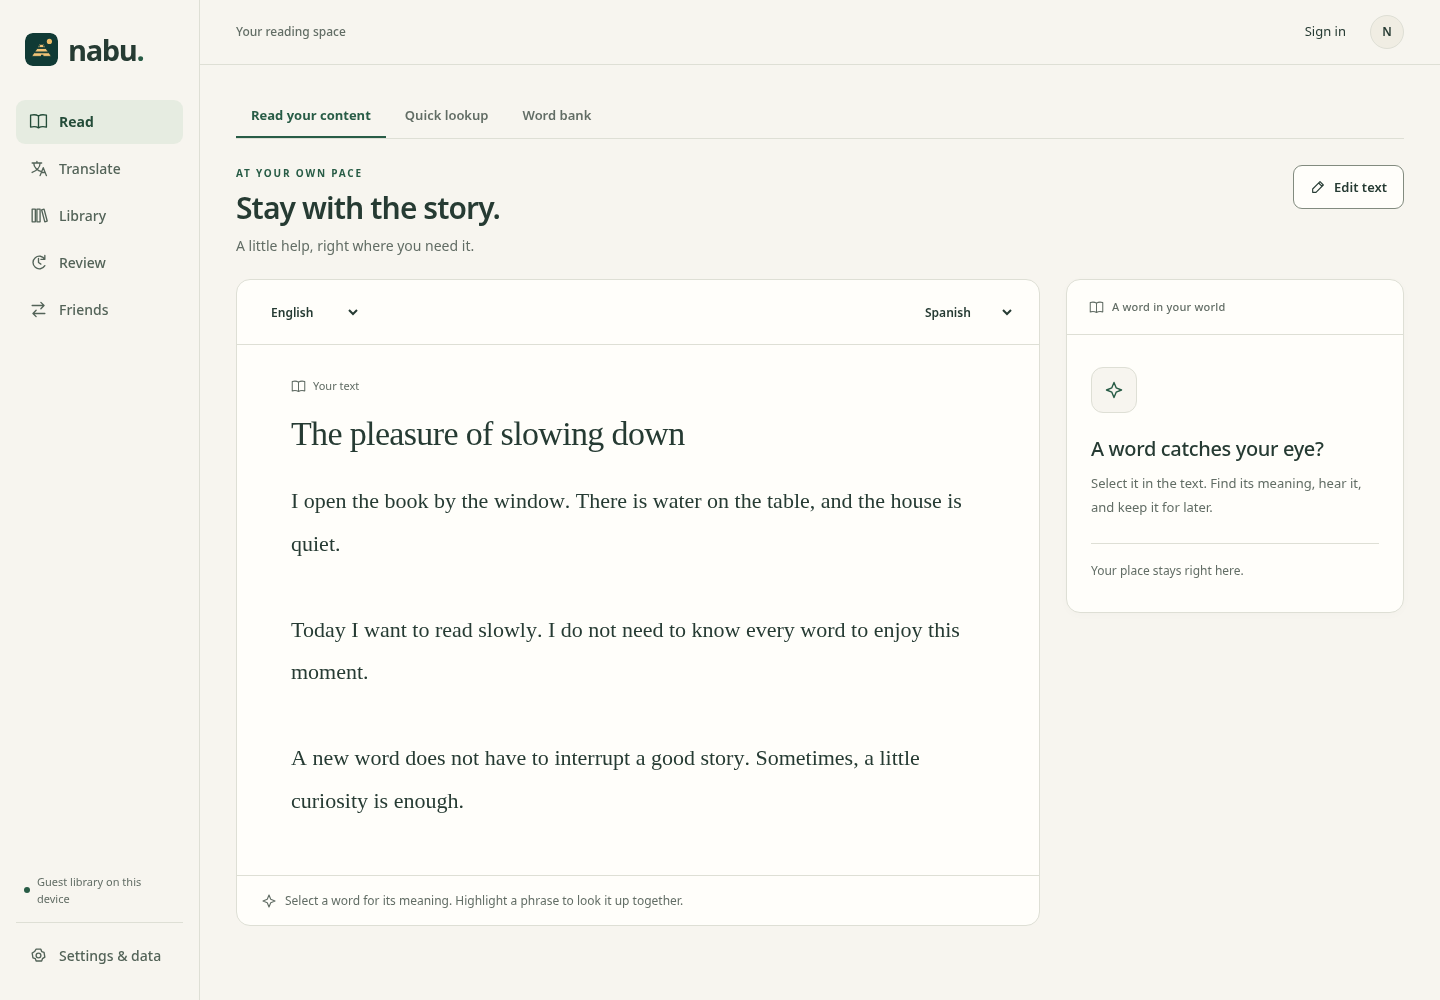 nabu.
Read
Translate
Library
Review
Friends
Guest library on this
device
Settings & data
Your reading space
Sign in
N
Read your content
Quick lookup
Word bank
AT YOUR OWN PACE
Stay with the story.
A little help, right where you need it.
Edit text
English
Spanish
Your text
The pleasure of slowing down
I open the book by the window. There is water on the table, and the house is
quiet.
Today I want to read slowly. I do not need to know every word to enjoy this
moment.
A new word does not have to interrupt a good story. Sometimes, a little
curiosity is enough.
Select a word for its meaning. Highlight a phrase to look it up together.
A word in your world
A word catches your eye?
Select it in the text. Find its meaning, hear it,
and keep it for later.
Your place stays right here.